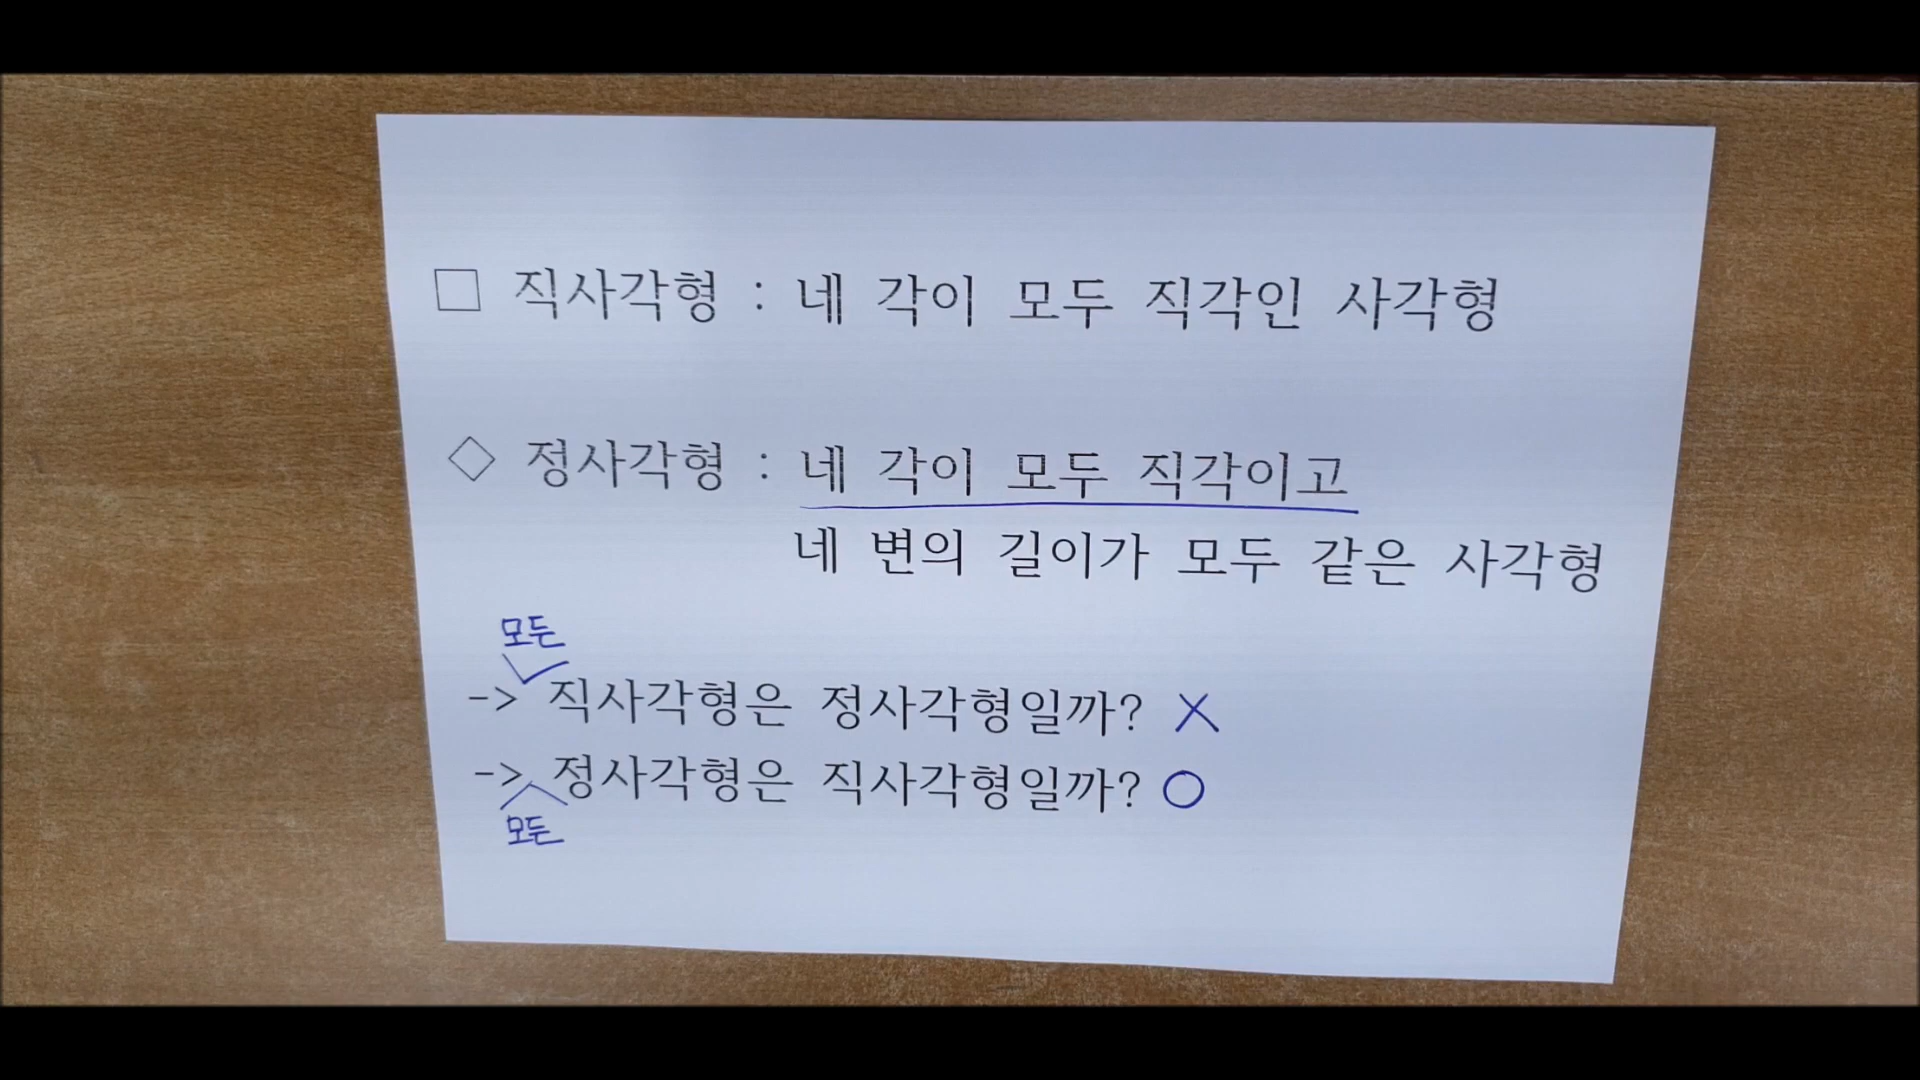 □ 직사각형 : 네 각이 모두 직각인 사각형
◇ 정사각형 : 네 각이 모두 직각이고
네 변의 길이가 모두 같은 사각형
모든
-> 직사각형은 정사각형일까? X
-> 정사각형은 직사각형일까? O
모든